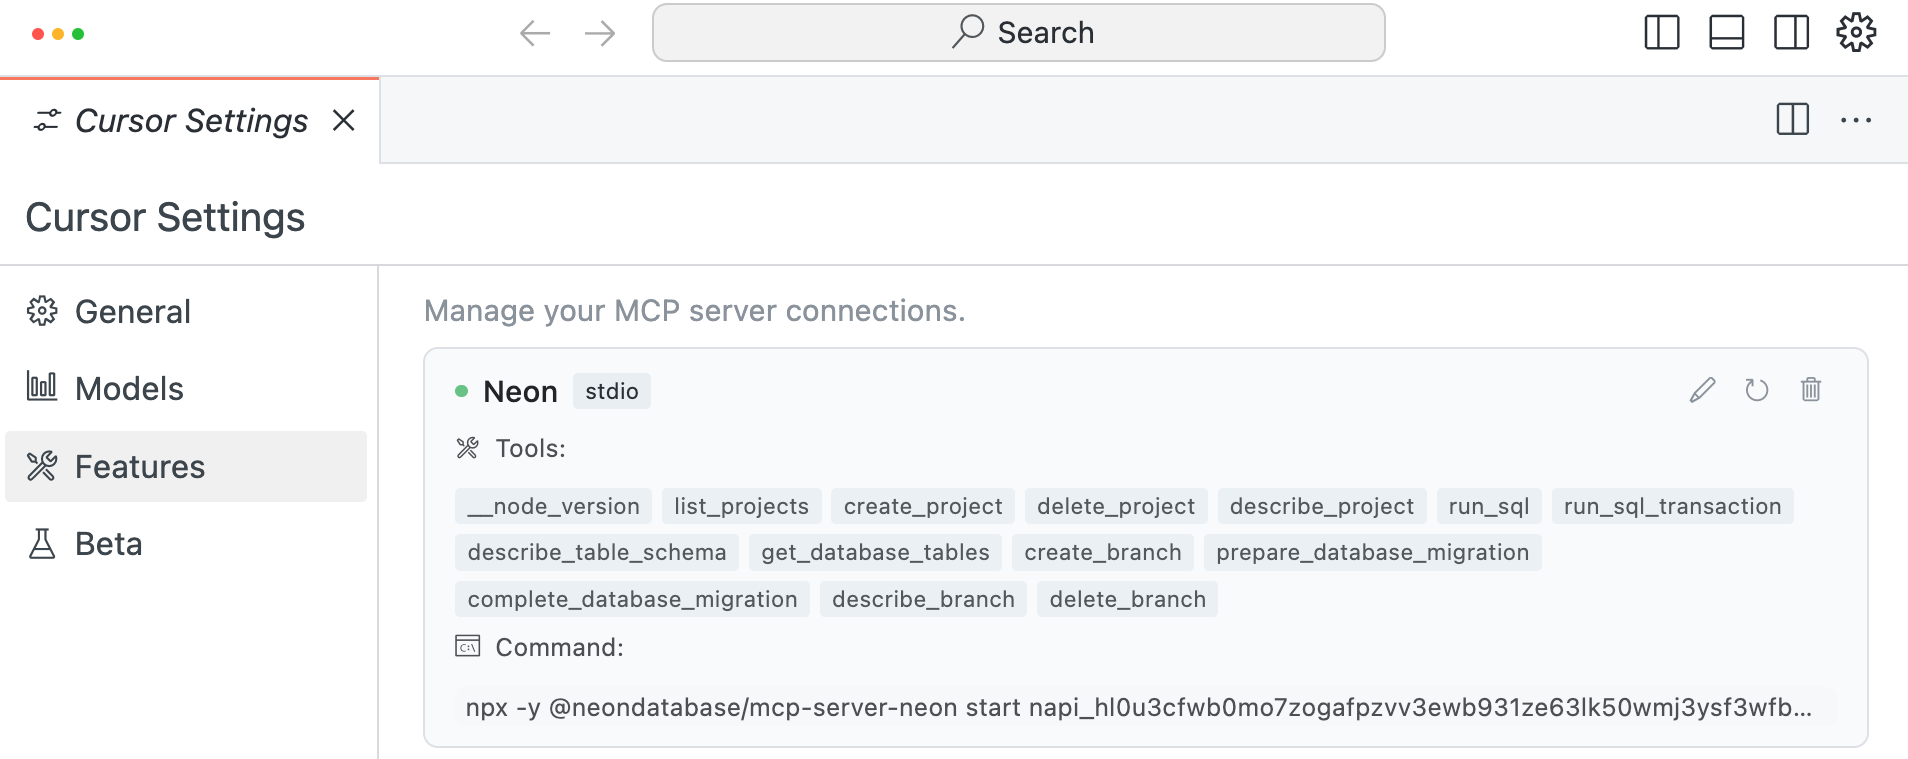 Search
Cursor Settings
Cursor Settings
General
Models
Features
Beta
Manage your MCP server connections.
Neon stdio
Tools:
__node_version list_projects create_project delete_project describe_project run_sql run_sql_transaction
describe_table_schema get_database_tables create_branch prepare_database_migration
complete_database_migration describe_branch delete_branch
C:\ Command:
npx -y @neondatabase/mcp-server-neon start napi_hl0u3cfwb0mo7zogafpzvv3ewb931ze63lk50wmj3ysf3wfb...